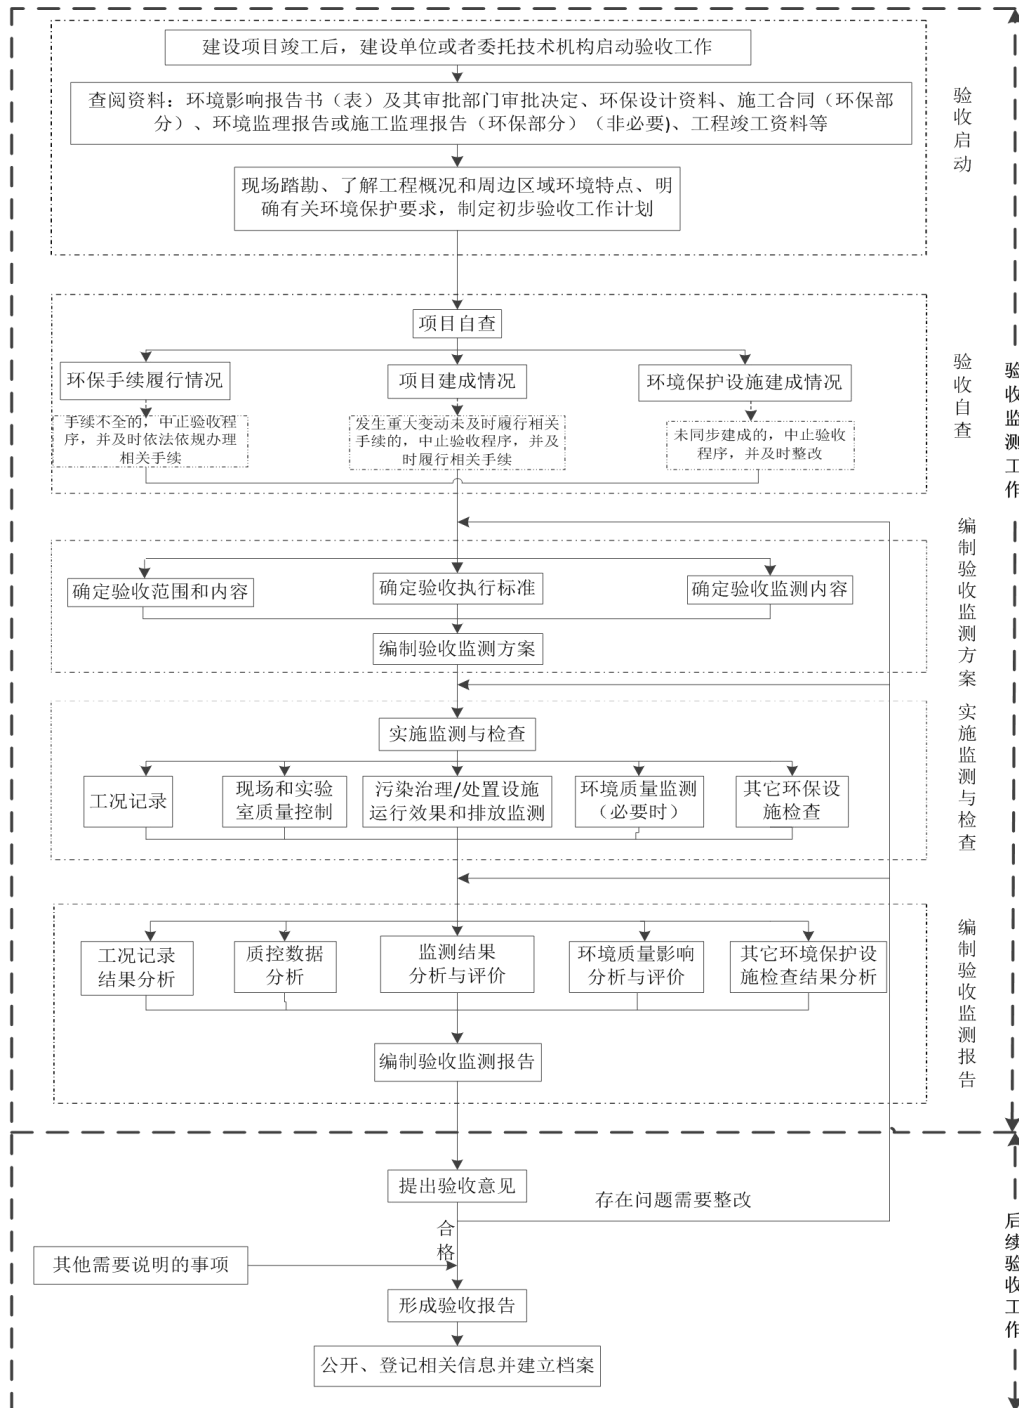 建设项目竣工后，建设单位或者委托技术机构启动验收工作
查阅资料：环境影响报告书（表）及其审批部门审批决定、环保设计资料、施工合同（环保部
分）、环境监理报告或施工监理报告（环保部分）（非必要)、工程竣工资料等
现场踏勘、了解工程概况和周边区域环境特点、明
确有关环境保护要求，制定初步验收工作计划
验收启动
项目自查
环保手续履行情况
项目建成情况
环境保护设施建成情况
手续不全的，中止验收程
序，并及时依法依规办理
相关手续
发生重大变动未及时履行相关
手续的，中止验收程序，并及
时履行相关手续
未同步建成的，中止验收
程序，并及时整改
验收自查
验收监测工作
确定验收范围和内容
确定验收执行标准
确定验收监测内容
编制验收监测方案
编制验收监测方案
实施监测与检查
工况记录
现场和实验
室质量控制
污染治理/处置设施
运行效果和排放监测
环境质量监测
（必要时）
其它环保设
施检查
实施监测与检查
工况记录
结果分析
质控数据
分析
监测结果
分析与评价
环境质量影响
分析与评价
其它环境保护设
施检查结果分析
编制验收监测报告
编制验收监测报告
提出验收意见
存在问题需要整改
合格
其他需要说明的事项
形成验收报告
公开、登记相关信息并建立档案
后续验收工作